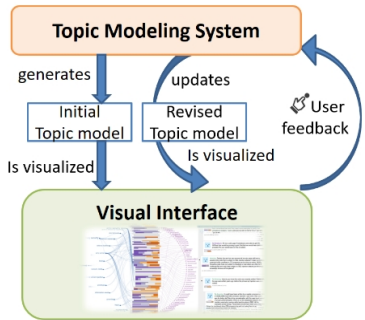 Topic Modeling System
generates
updates
Initial
Topic model
Revised
Topic model
User
feedback
Is visualized
Is visualized
Visual Interface